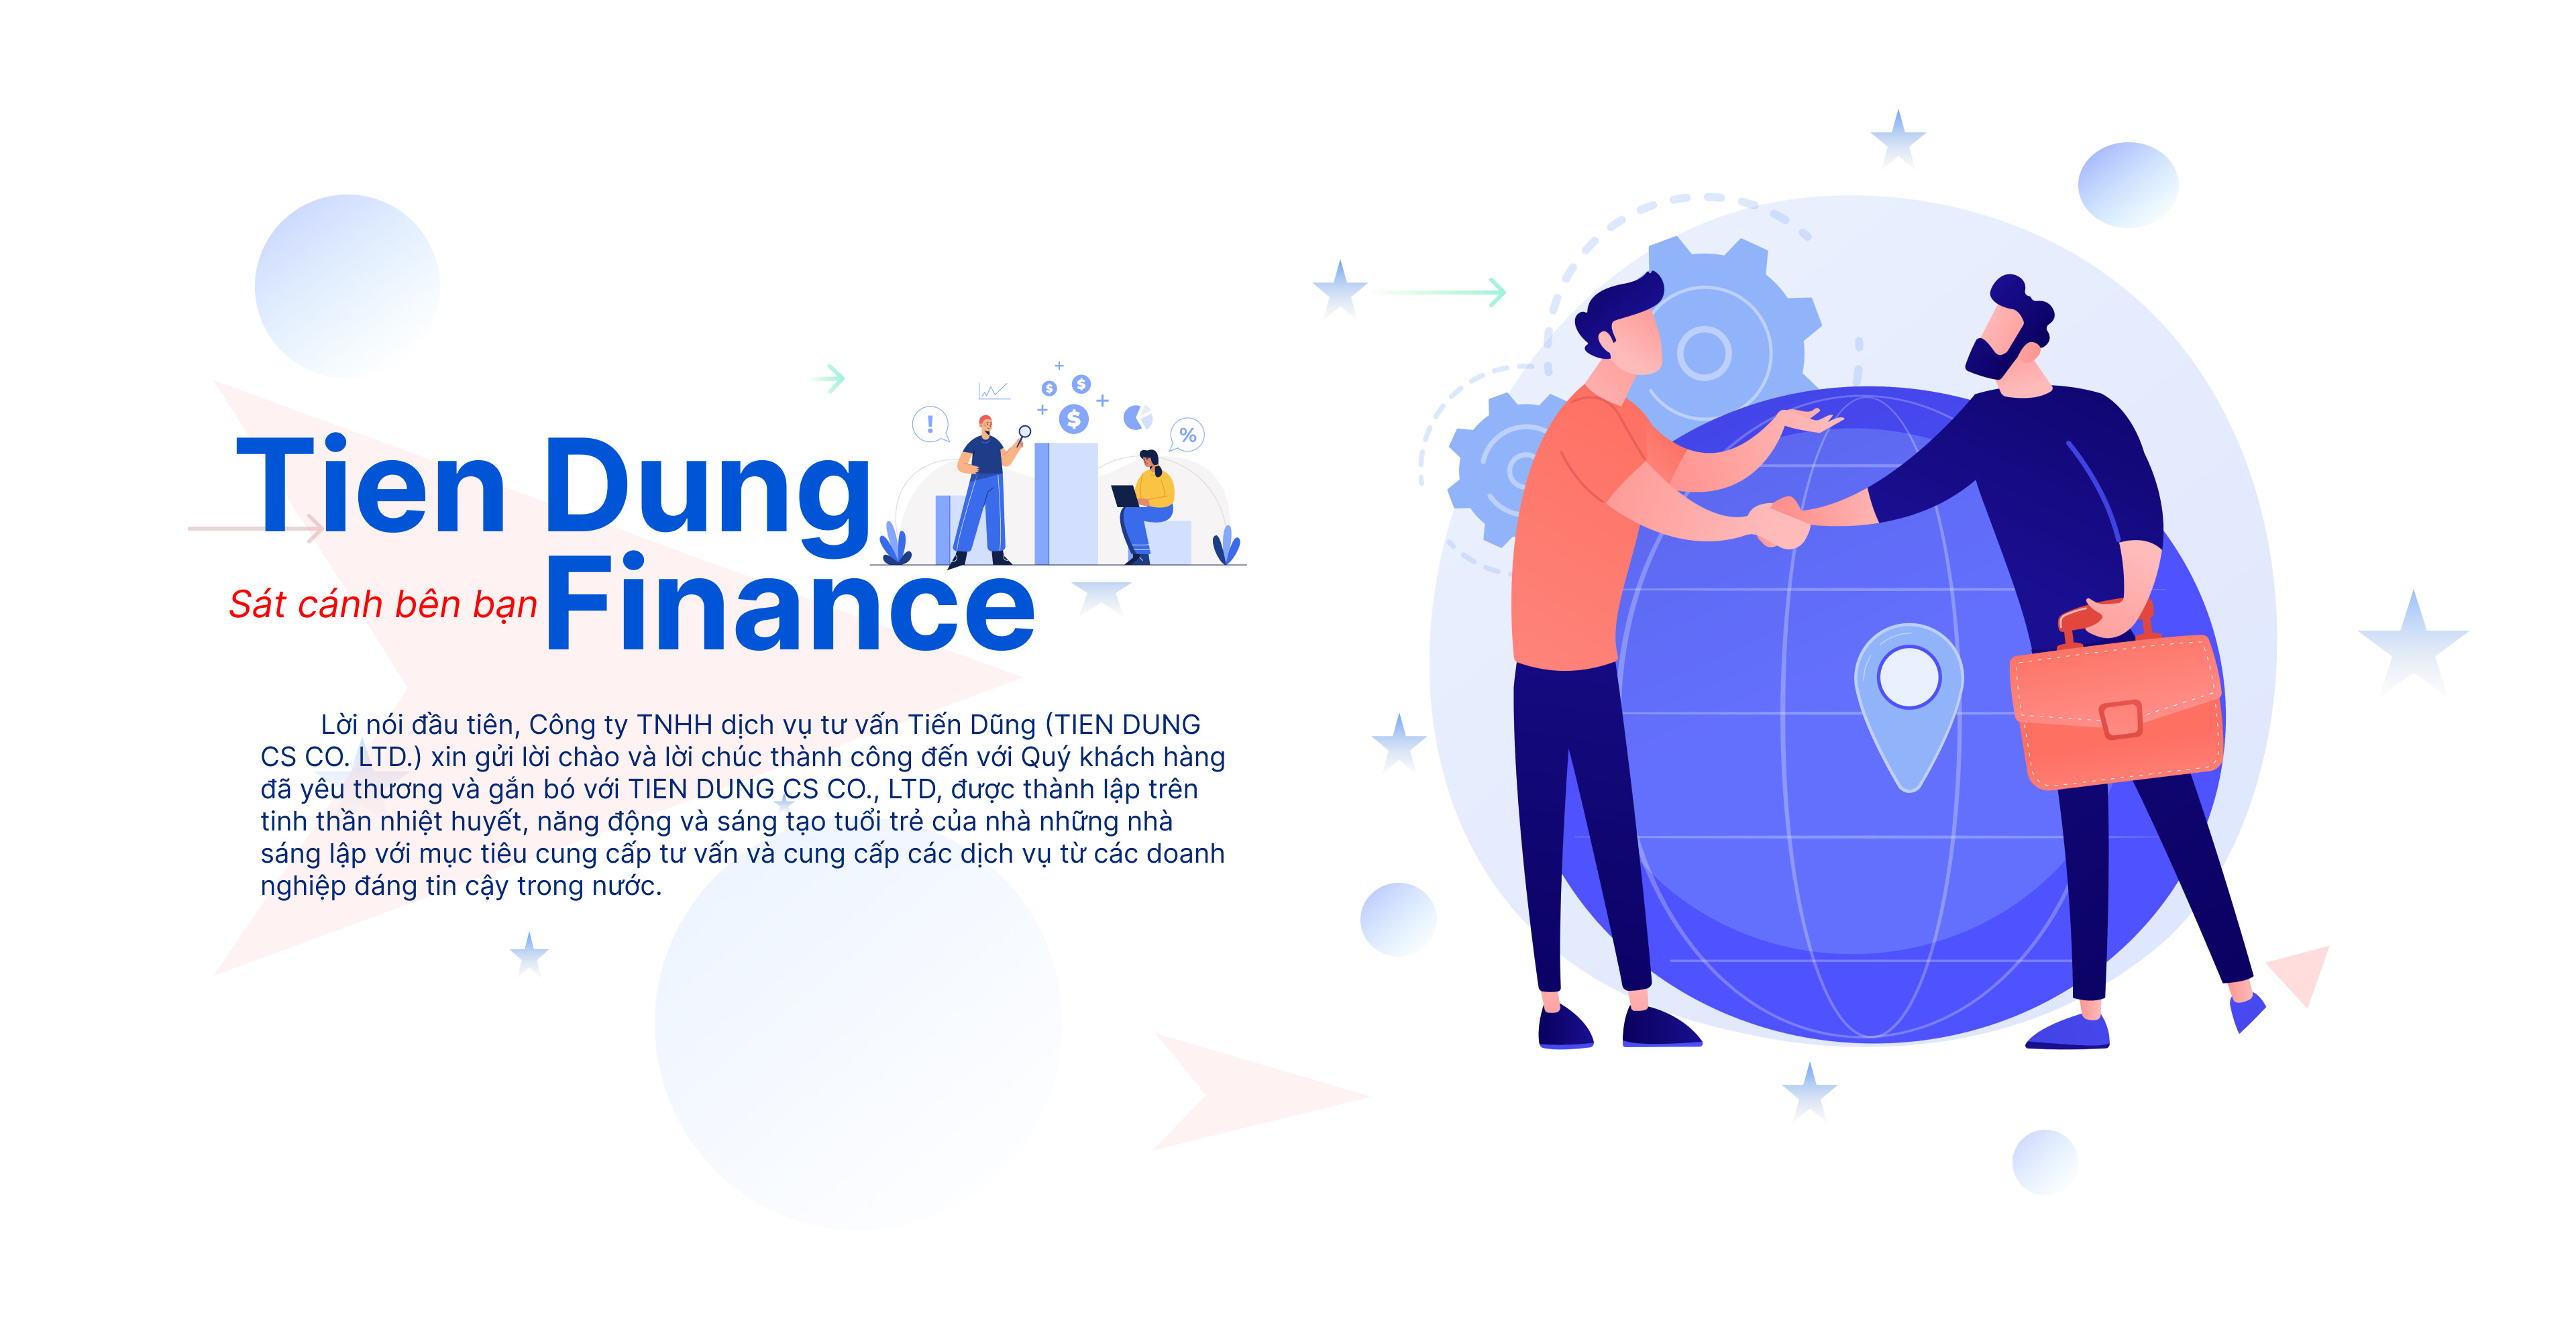 Tien Dung
Finance
Sát cánh bên bạn
! $ $ $ %
Lời nói đầu tiên, Công ty TNHH dịch vụ tư vấn Tiến Dũng (TIEN DUNG
CS CO. LTD.) xin gửi lời chào và lời chúc thành công đến với Quý khách hàng
đã yêu thương và gắn bó với TIEN DUNG CS CO., LTD, được thành lập trên
tinh thần nhiệt huyết, năng động và sáng tạo tuổi trẻ của nhà những nhà
sáng lập với mục tiêu cung cấp tư vấn và cung cấp các dịch vụ từ các doanh
nghiệp đáng tin cậy trong nước.